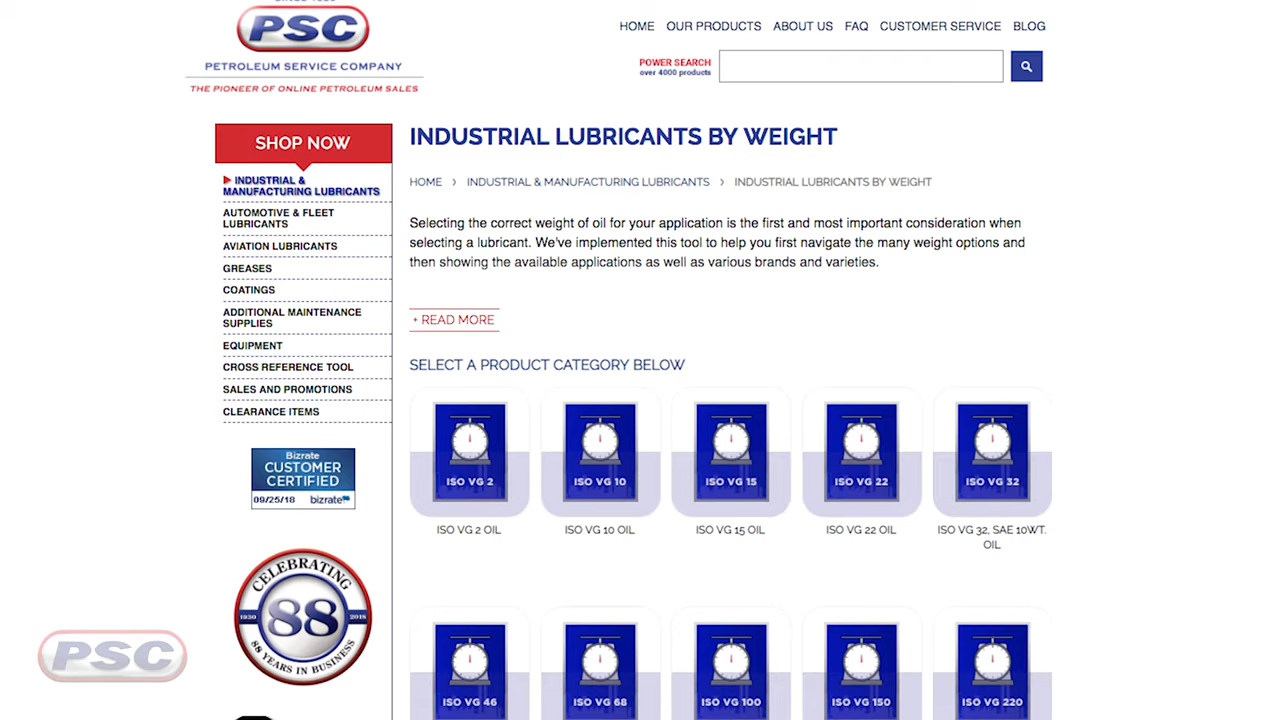 PSC
PETROLEUM SERVICE COMPANY
THE PIONEER OF ONLINE PETROLEUM SALES
HOME OUR PRODUCTS ABOUT US FAQ CUSTOMER SERVICE BLOG
POWER SEARCH
over 4000 products
SHOP NOW
INDUSTRIAL &
MANUFACTURING LUBRICANTS
AUTOMOTIVE & FLEET
LUBRICANTS
AVIATION LUBRICANTS
GREASES
COATINGS
ADDITIONAL MAINTENANCE
SUPPLIES
EQUIPMENT
CROSS REFERENCE TOOL
SALES AND PROMOTIONS
CLEARANCE ITEMS
Bizrate
CUSTOMER
CERTIFIED
09/25/18 bizrate
CELEBRATING
1930 88 2018
88 YEARS IN BUSINESS
PSC
INDUSTRIAL LUBRICANTS BY WEIGHT
HOME › INDUSTRIAL & MANUFACTURING LUBRICANTS › INDUSTRIAL LUBRICANTS BY WEIGHT
Selecting the correct weight of oil for your application is the first and most important consideration when
selecting a lubricant. We've implemented this tool to help you first navigate the many weight options and
then showing the available applications as well as various brands and varieties.
+ READ MORE
SELECT A PRODUCT CATEGORY BELOW
ISO VG 2 ISO VG 10 ISO VG 15 ISO VG 22 ISO VG 32
ISO VG 2 OIL ISO VG 10 OIL ISO VG 15 OIL ISO VG 22 OIL ISO VG 32, SAE 10WT.
OIL
ISO VG 46 ISO VG 68 ISO VG 100 ISO VG 150 ISO VG 220